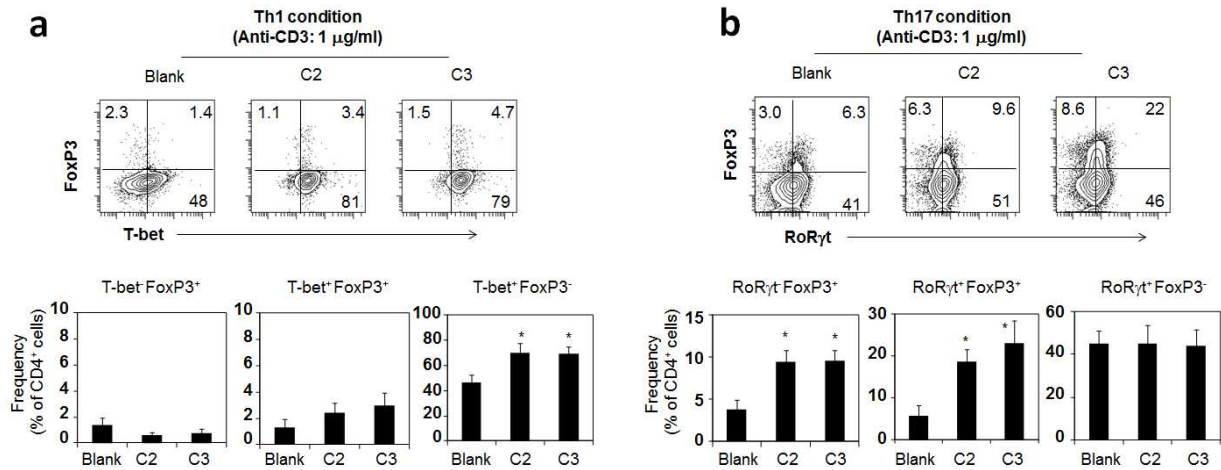 a
Th1 condition
(Anti-CD3: 1 μg/ml)
Blank C2 C3
2.3 1.4 1.1 3.4 1.5 4.7
FoxP3
48 81 79
T-bet
T-bet⁻FoxP3⁺ T-bet⁺FoxP3⁺ T-bet⁺FoxP3⁻
Frequency
(% of CD4⁺ cells)
10 10 100
8 8 80
6 6 60
4 4 40
2 2 20
0 0 0
Blank C2 C3 Blank C2 C3 Blank C2 C3
* *
b
Th17 condition
(Anti-CD3: 1 μg/ml)
Blank C2 C3
3.0 6.3 6.3 9.6 8.6 22
FoxP3
41 51 46
RoRγt
RoRγt⁻FoxP3⁺ RoRγt⁺FoxP3⁺ RoRγt⁺FoxP3⁻
Frequency
(% of CD4⁺ cells)
15 30 60
10 20 40
5 10 20
0 0 0
* * * *
Blank C2 C3 Blank C2 C3 Blank C2 C3